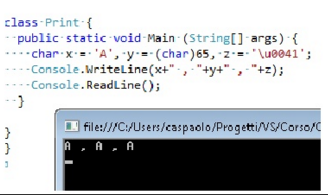 class Print {
public static void Main (String[] args) {
char x = 'A', y = (char)65, z = '\u0041';
Console.WriteLine(x+" , "+y+" , "+z);
Console.ReadLine();
}
}
}
file:///C:/Users/caspaolo/Progetti/VS/Corso/C
A , A , A